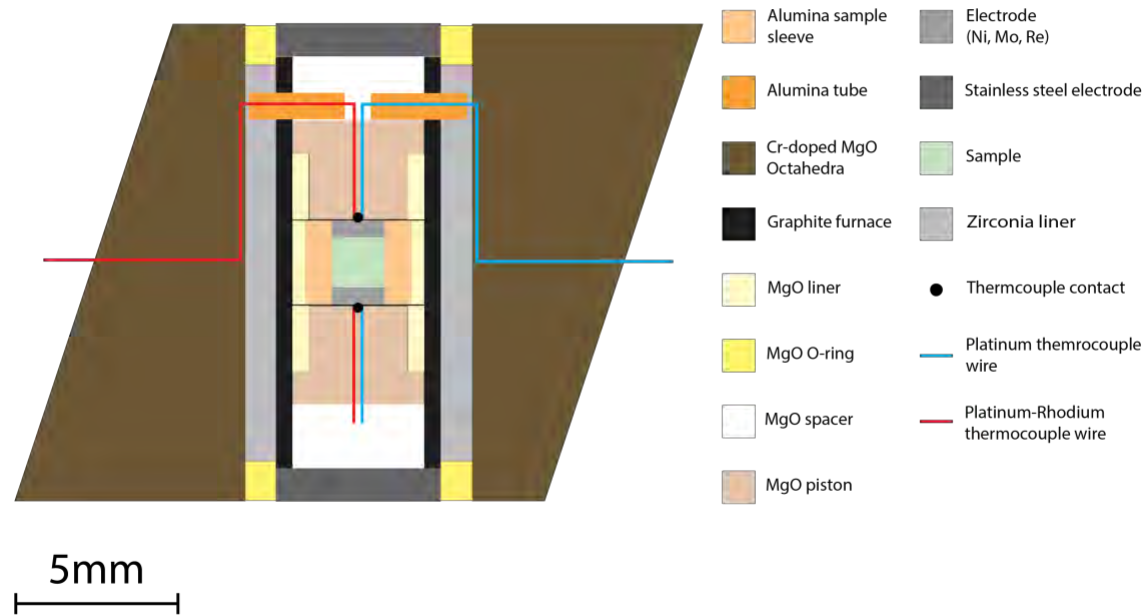 Alumina sample
sleeve
Alumina tube
Cr-doped MgO
Octahedra
Graphite furnace
MgO liner
MgO O-ring
MgO spacer
MgO piston
Electrode
(Ni, Mo, Re)
Stainless steel electrode
Sample
Zirconia liner
Thermcouple contact
Platinum themrocouple
wire
Platinum-Rhodium
thermocouple wire
5mm